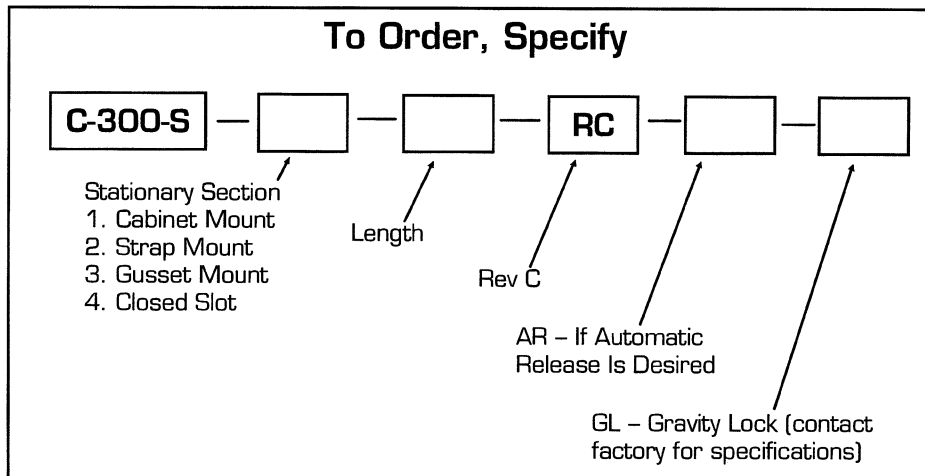 To Order, Specify
C-300-S — — — RC — —
Stationary Section
1. Cabinet Mount
2. Strap Mount
3. Gusset Mount
4. Closed Slot
Length
Rev C
AR – If Automatic
Release Is Desired
GL – Gravity Lock (contact
factory for specifications)